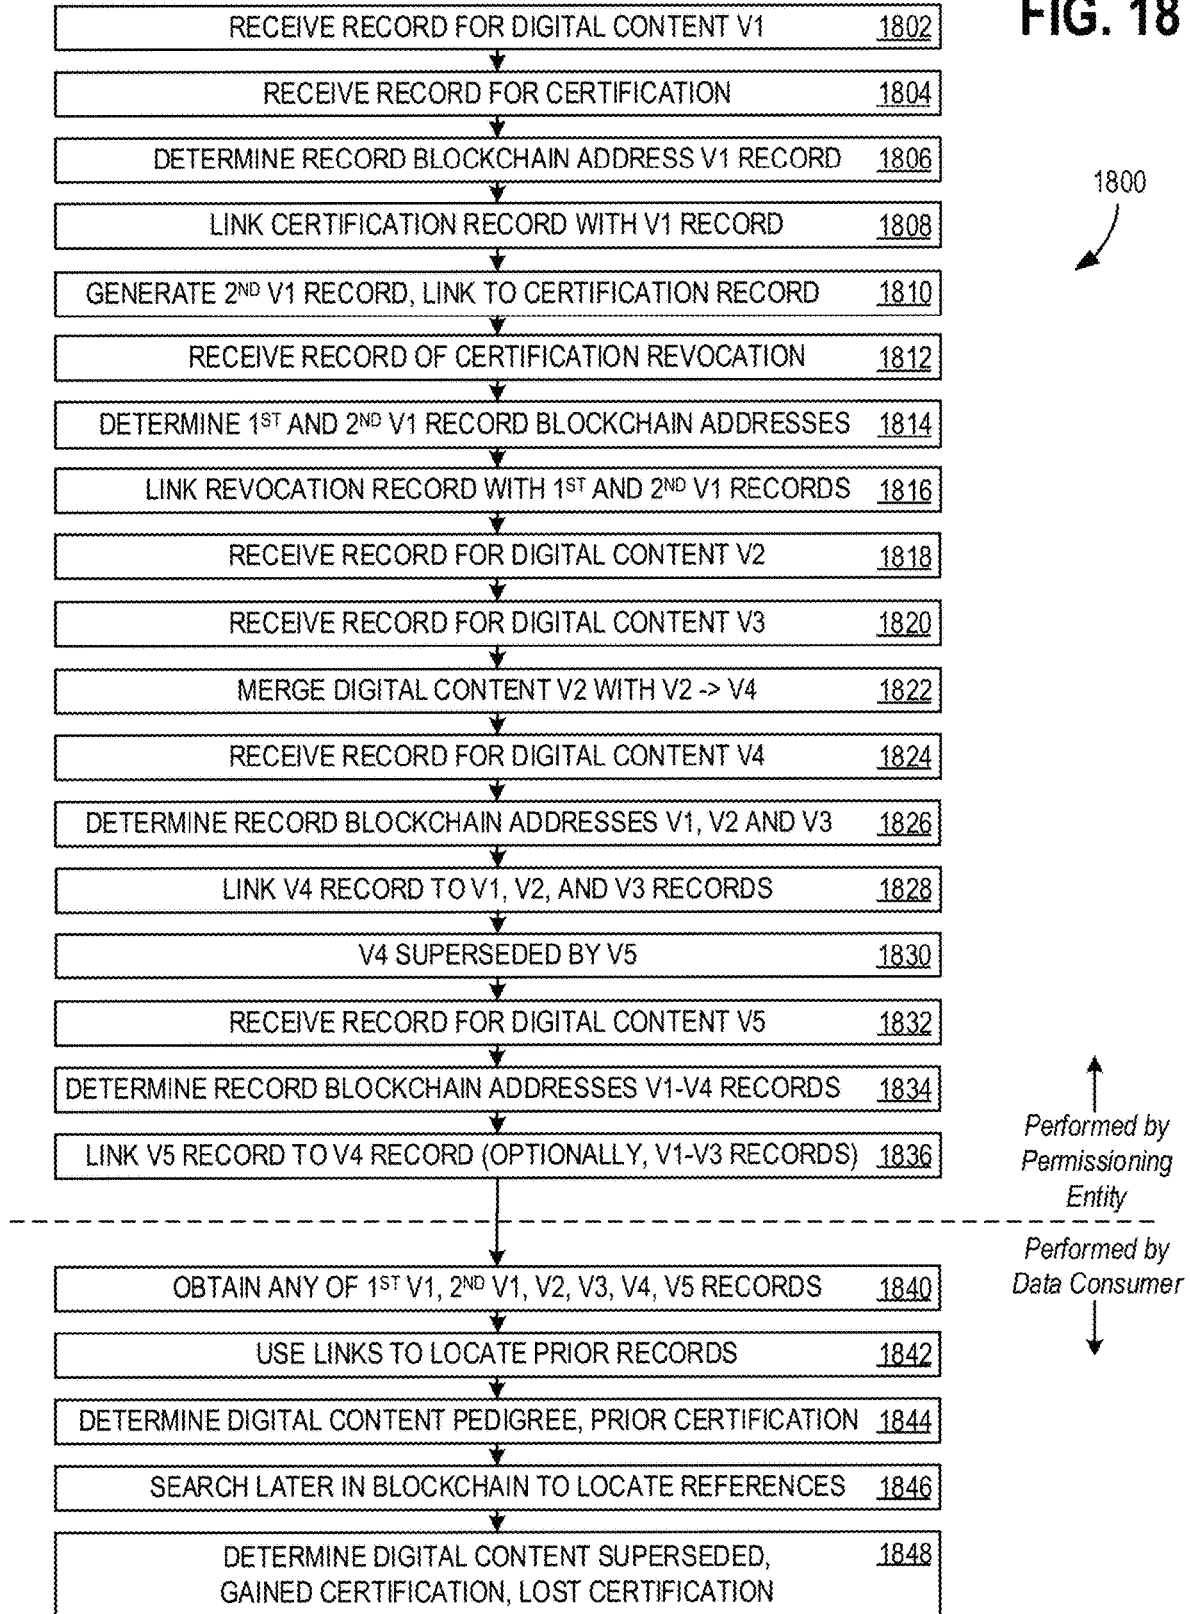 FIG. 18
RECEIVE RECORD FOR DIGITAL CONTENT V1 1802
RECEIVE RECORD FOR CERTIFICATION 1804
DETERMINE RECORD BLOCKCHAIN ADDRESS V1 RECORD 1806
1800
LINK CERTIFICATION RECORD WITH V1 RECORD 1808
GENERATE 2ND V1 RECORD, LINK TO CERTIFICATION RECORD 1810
RECEIVE RECORD OF CERTIFICATION REVOCATION 1812
DETERMINE 1ST AND 2ND V1 RECORD BLOCKCHAIN ADDRESSES 1814
LINK REVOCATION RECORD WITH 1ST AND 2ND V1 RECORDS 1816
RECEIVE RECORD FOR DIGITAL CONTENT V2 1818
RECEIVE RECORD FOR DIGITAL CONTENT V3 1820
MERGE DIGITAL CONTENT V2 WITH V2 -> V4 1822
RECEIVE RECORD FOR DIGITAL CONTENT V4 1824
DETERMINE RECORD BLOCKCHAIN ADDRESSES V1, V2 AND V3 1826
LINK V4 RECORD TO V1, V2, AND V3 RECORDS 1828
V4 SUPERSEDED BY V5 1830
RECEIVE RECORD FOR DIGITAL CONTENT V5 1832
DETERMINE RECORD BLOCKCHAIN ADDRESSES V1-V4 RECORDS 1834
LINK V5 RECORD TO V4 RECORD (OPTIONALLY, V1-V3 RECORDS) 1836
Performed by
Permissioning
Entity
Performed by
Data Consumer
OBTAIN ANY OF 1ST V1, 2ND V1, V2, V3, V4, V5 RECORDS 1840
USE LINKS TO LOCATE PRIOR RECORDS 1842
DETERMINE DIGITAL CONTENT PEDIGREE, PRIOR CERTIFICATION 1844
SEARCH LATER IN BLOCKCHAIN TO LOCATE REFERENCES 1846
DETERMINE DIGITAL CONTENT SUPERSEDED, 1848
GAINED CERTIFICATION, LOST CERTIFICATION